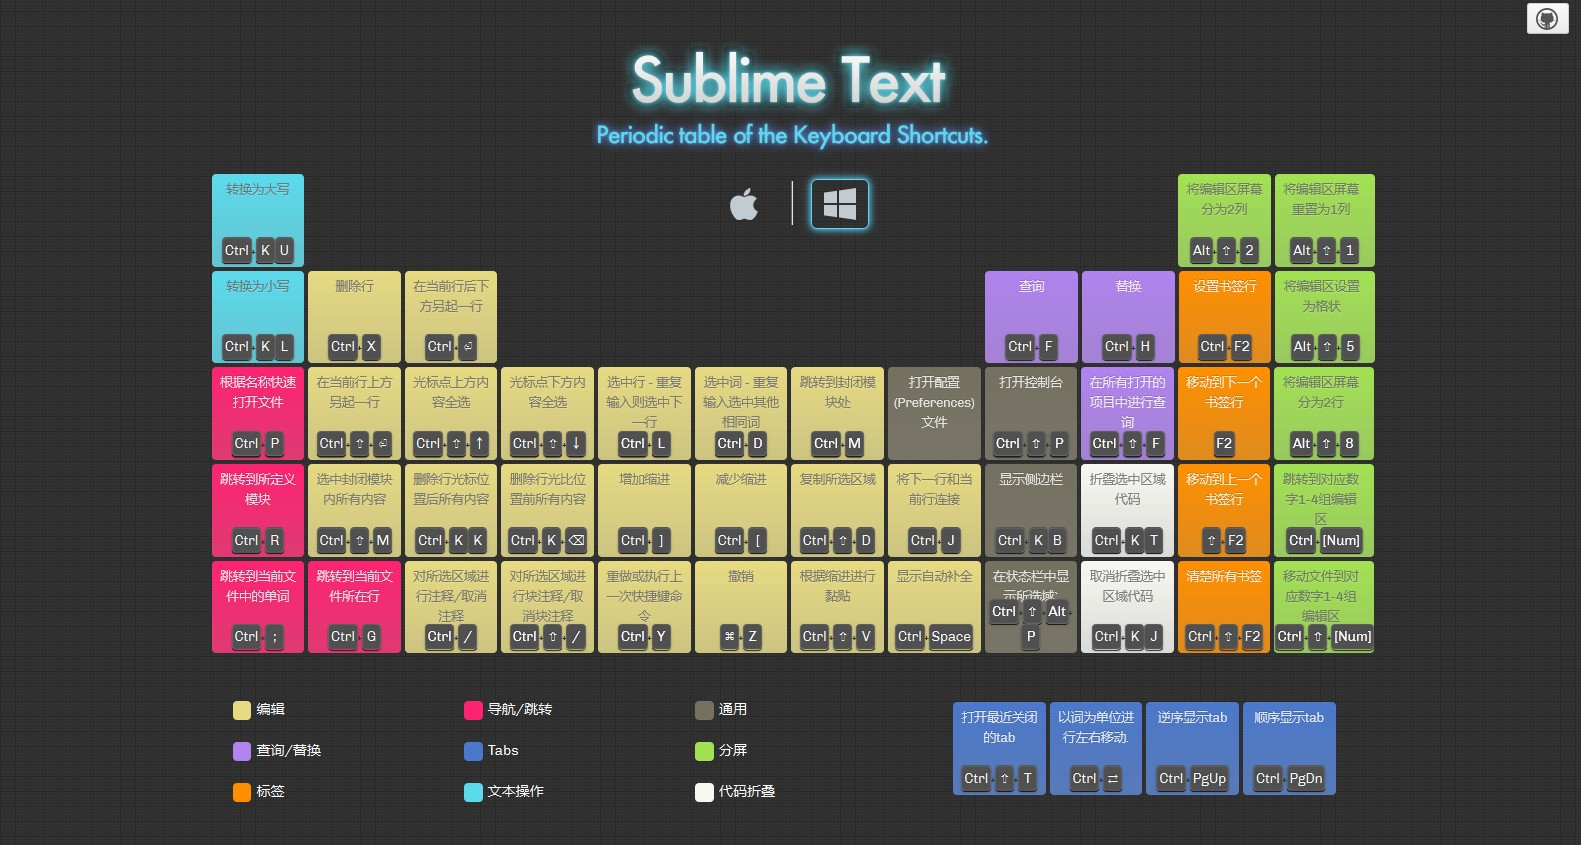 Sublime Text
Periodic table of the Keyboard Shortcuts.
转换为大写
Ctrl+K U
将编辑区屏幕
分为2列
Alt+⇧+2
将编辑区屏幕
重置为1列
Alt+⇧+1
转换为小写
Ctrl+K L
删除行
Ctrl+X
在当前行后下
方另起一行
Ctrl+⏎
查询
Ctrl+F
替换
Ctrl+H
设置书签行
Ctrl+F2
将编辑区设置
为格状
Alt+⇧+5
根据名称快速
打开文件
Ctrl+P
在当前行上方
另起一行
Ctrl+⇧+⏎
光标点上方内
容全选
Ctrl+⇧+↑
光标点下方内
容全选
Ctrl+⇧+↓
选中行 - 重复
输入则选中下
一行
Ctrl+L
选中词 - 重复
输入选中其他
相同词
Ctrl+D
跳转到封闭模
块处
Ctrl+M
打开配置
(Preferences)
文件
打开控制台
Ctrl+⇧+P
在所有打开的
项目中进行查
询
Ctrl+⇧+F
移动到下一个
书签行
F2
将编辑区屏幕
分为2行
Alt+⇧+8
跳转到所定义
模块
Ctrl+R
选中封闭模块
内所有内容
Ctrl+⇧+M
删除行光标位
置后所有内容
Ctrl+K K
删除行光比位
置前所有内容
Ctrl+K+⌫
增加缩进
Ctrl+]
减少缩进
Ctrl+[
复制所选区域
Ctrl+⇧+D
将下一行和当
前行连接
Ctrl+J
显示侧边栏
Ctrl+K B
折叠选中区域
代码
Ctrl+K T
移动到上一个
书签行
⇧+F2
跳转到对应数
字1-4组编辑
区
Ctrl+[Num]
跳转到当前文
件中的单词
Ctrl+;
跳转到当前文
件所在行
Ctrl+G
对所选区域进
行注释/取消
注释
Ctrl+/
对所选区域进
行块注释/取
消块注释
Ctrl+⇧+/
重做或执行上
一次快捷键命
令
Ctrl+Y
撤销
⌘+Z
根据缩进进行
黏贴
Ctrl+⇧+V
显示自动补全
Ctrl+Space
在状态栏中显
示所选域
Ctrl+⇧+Alt+
P
取消折叠选中
区域代码
Ctrl+K J
清楚所有书签
Ctrl+⇧+F2
移动文件到对
应数字1-4组
编辑区
Ctrl+⇧+[Num]
编辑
导航/跳转
通用
查询/替换
Tabs
分屏
标签
文本操作
代码折叠
打开最近关闭
的tab
Ctrl+⇧+T
以词为单位进
行左右移动.
Ctrl+⇄
逆序显示tab
Ctrl+PgUp
顺序显示tab
Ctrl+PgDn